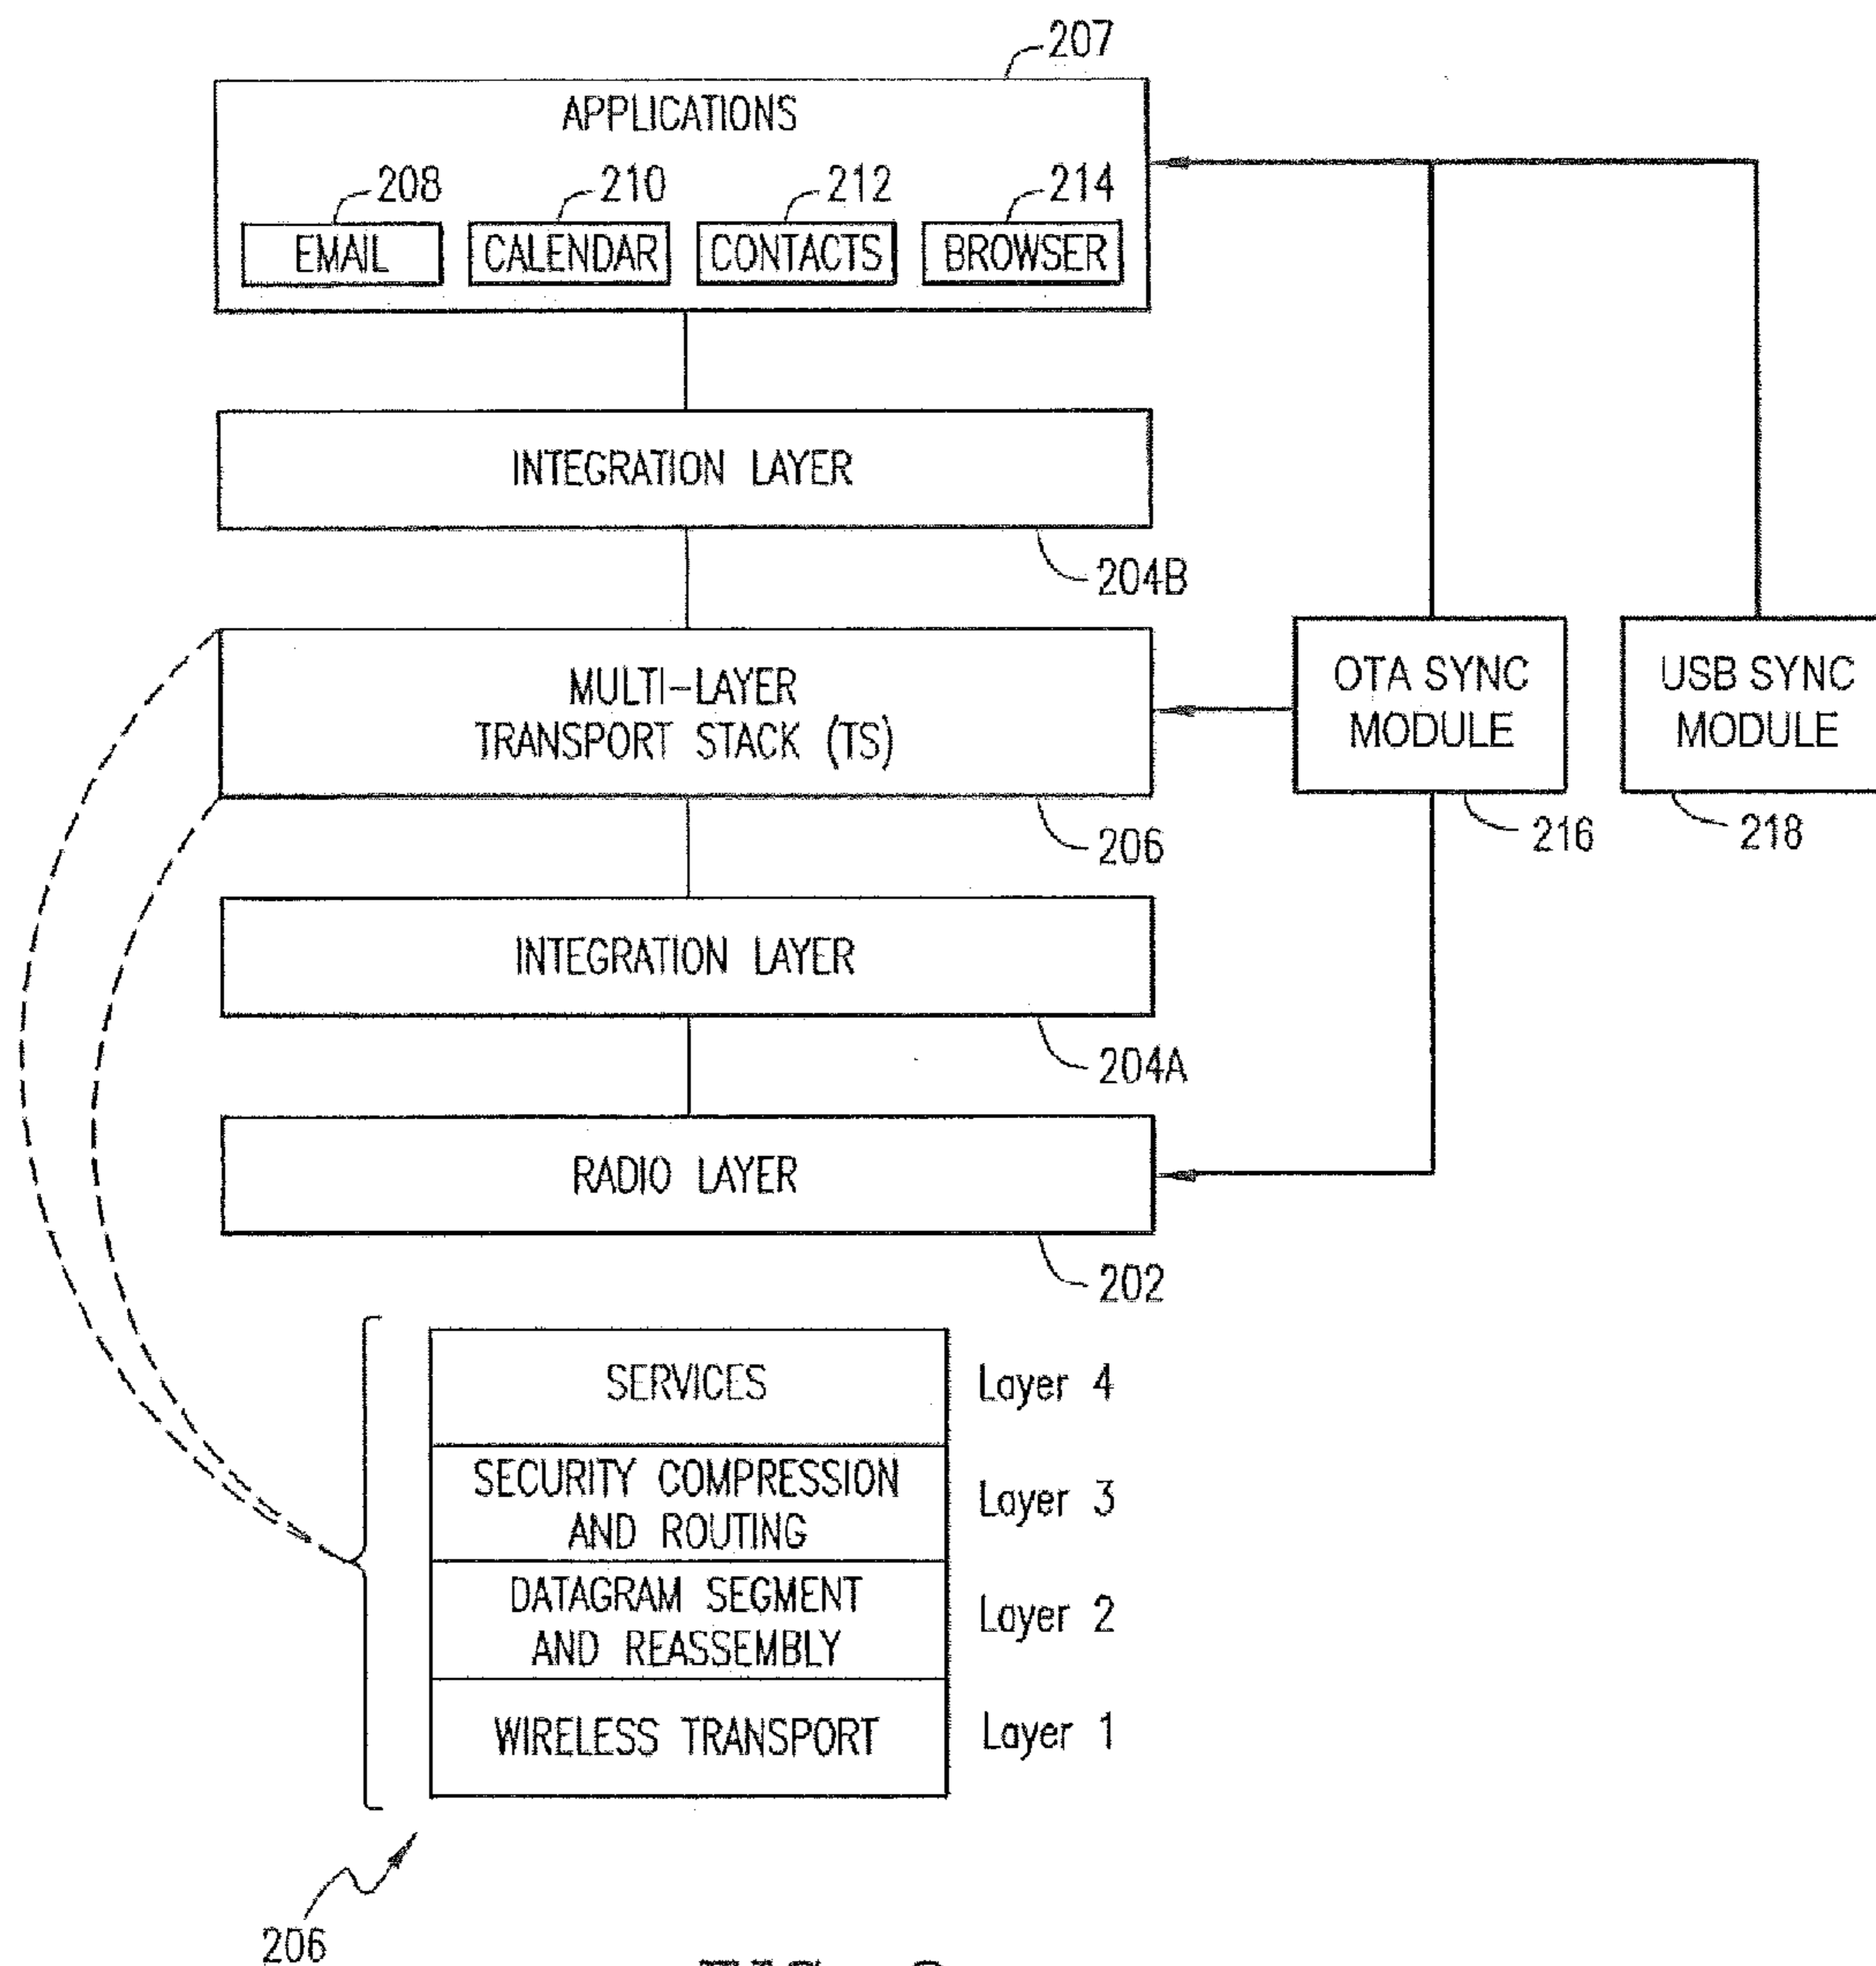 207
APPLICATIONS
208
210
212
214
EMAIL
CALENDAR
CONTACTS
BROWSER
INTEGRATION LAYER
204B
MULTI-LAYER
TRANSPORT STACK (TS)
206
OTA SYNC
MODULE
216
USB SYNC
MODULE
218
INTEGRATION LAYER
204A
RADIO LAYER
202
SERVICES
Layer 4
SECURITY COMPRESSION
AND ROUTING
Layer 3
DATAGRAM SEGMENT
AND REASSEMBLY
Layer 2
WIRELESS TRANSPORT
Layer 1
206